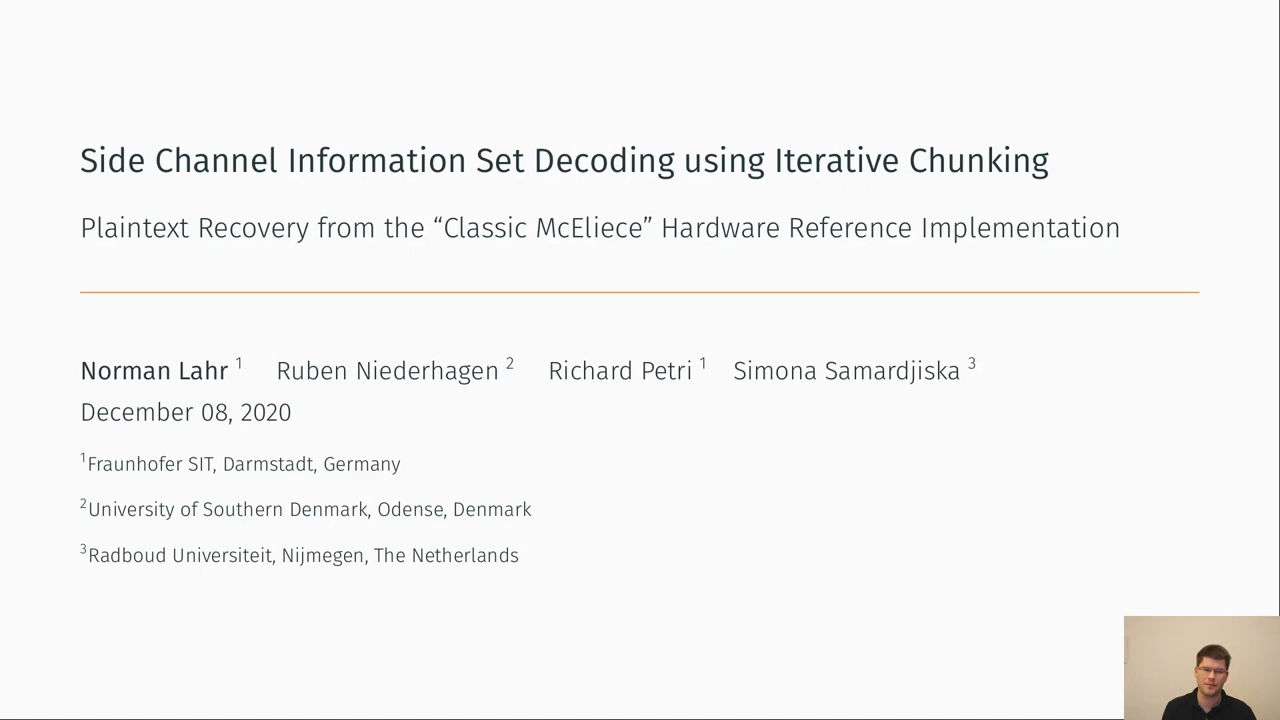 Side Channel Information Set Decoding using Iterative Chunking
Plaintext Recovery from the “Classic McEliece” Hardware Reference Implementation
Norman Lahr ¹ Ruben Niederhagen ² Richard Petri ¹ Simona Samardjiska ³
December 08, 2020
¹Fraunhofer SIT, Darmstadt, Germany
²University of Southern Denmark, Odense, Denmark
³Radboud Universiteit, Nijmegen, The Netherlands